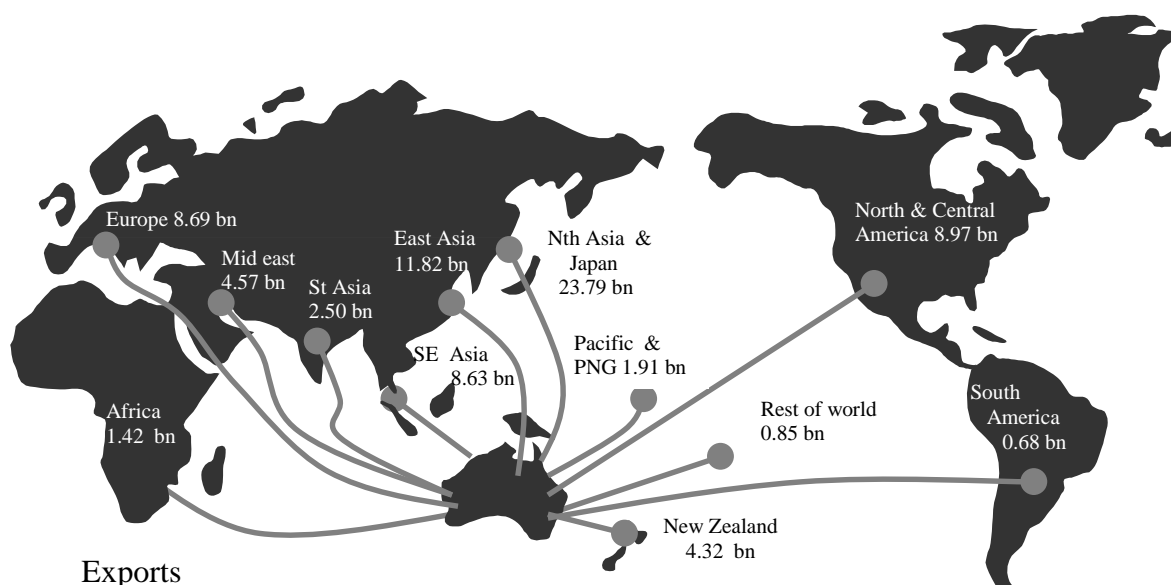 Europe 8.69 bn
Mid east
4.57 bn
St Asia
2.50 bn
East Asia
11.82 bn
Nth Asia &
Japan
23.79 bn
North & Central
America 8.97 bn
SE Asia
8.63 bn
Pacific &
PNG 1.91 bn
Africa
1.42 bn
Rest of world
0.85 bn
South
America
0.68 bn
New Zealand
4.32 bn
Exports